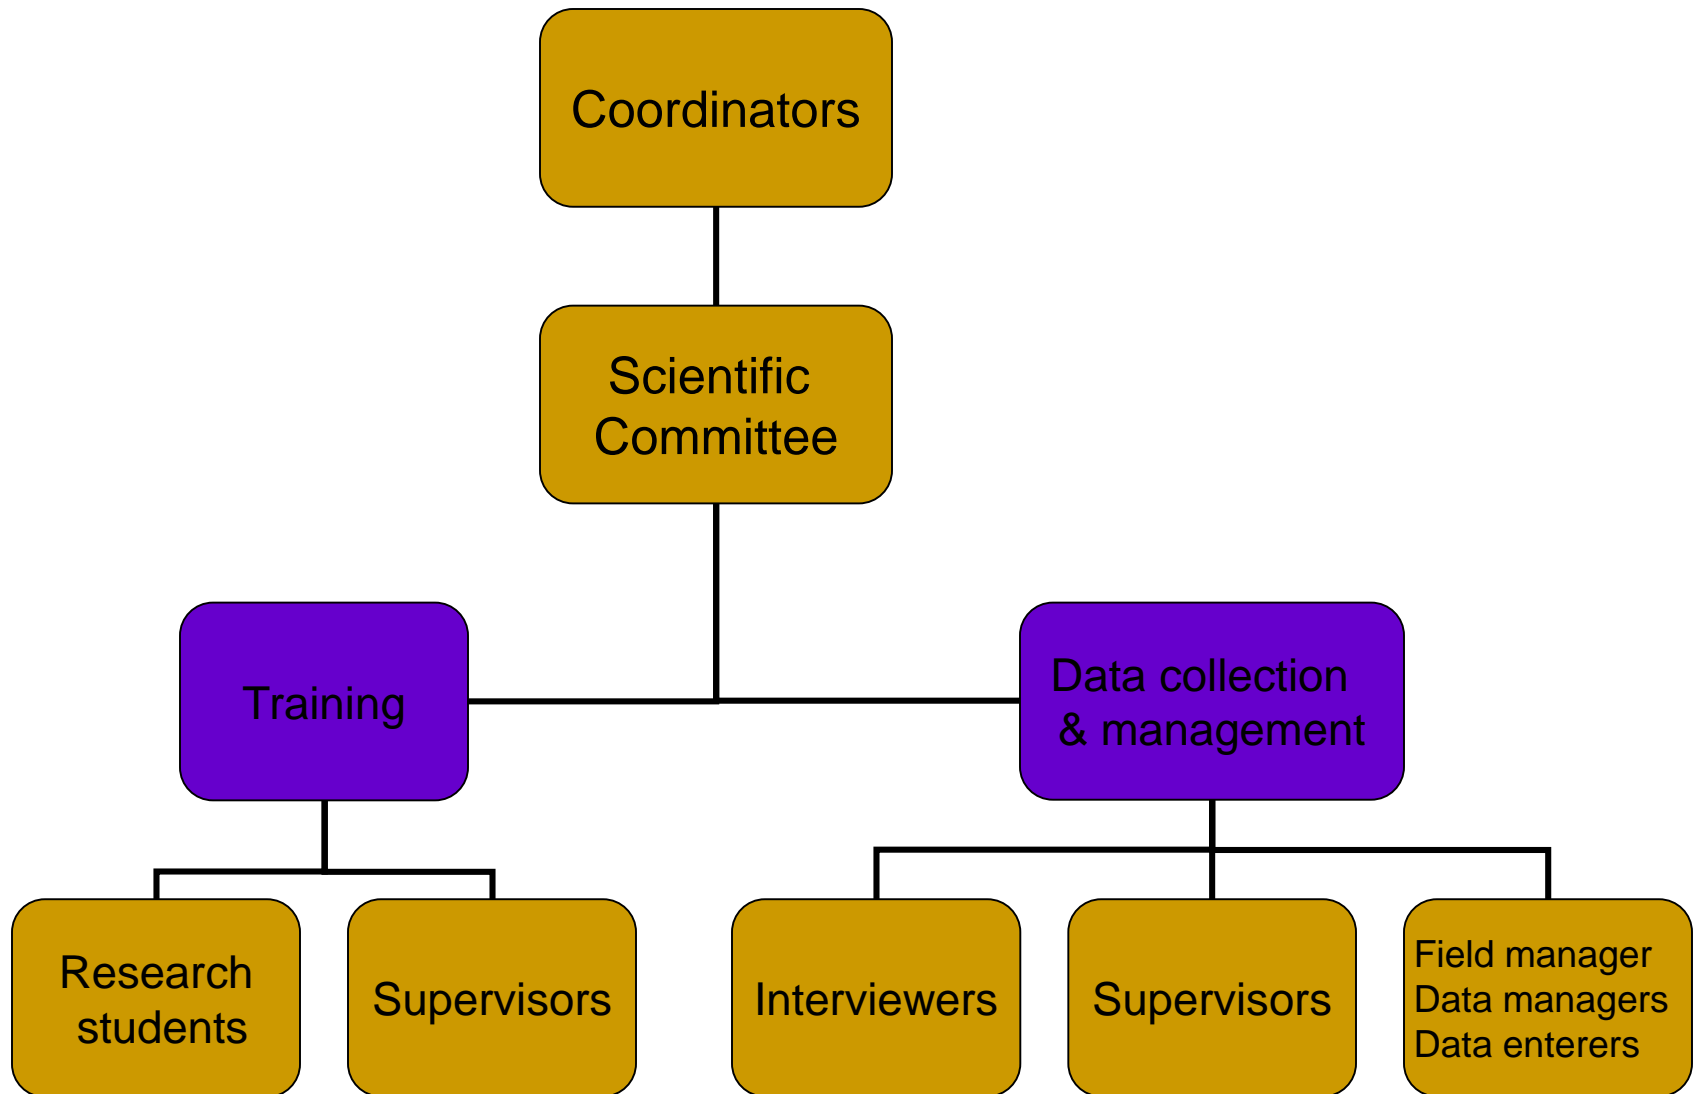 Coordinators
Scientific
Committee
Training
Data collection
& management
Research
students
Supervisors
Interviewers
Supervisors
Field manager
Data managers
Data enterers